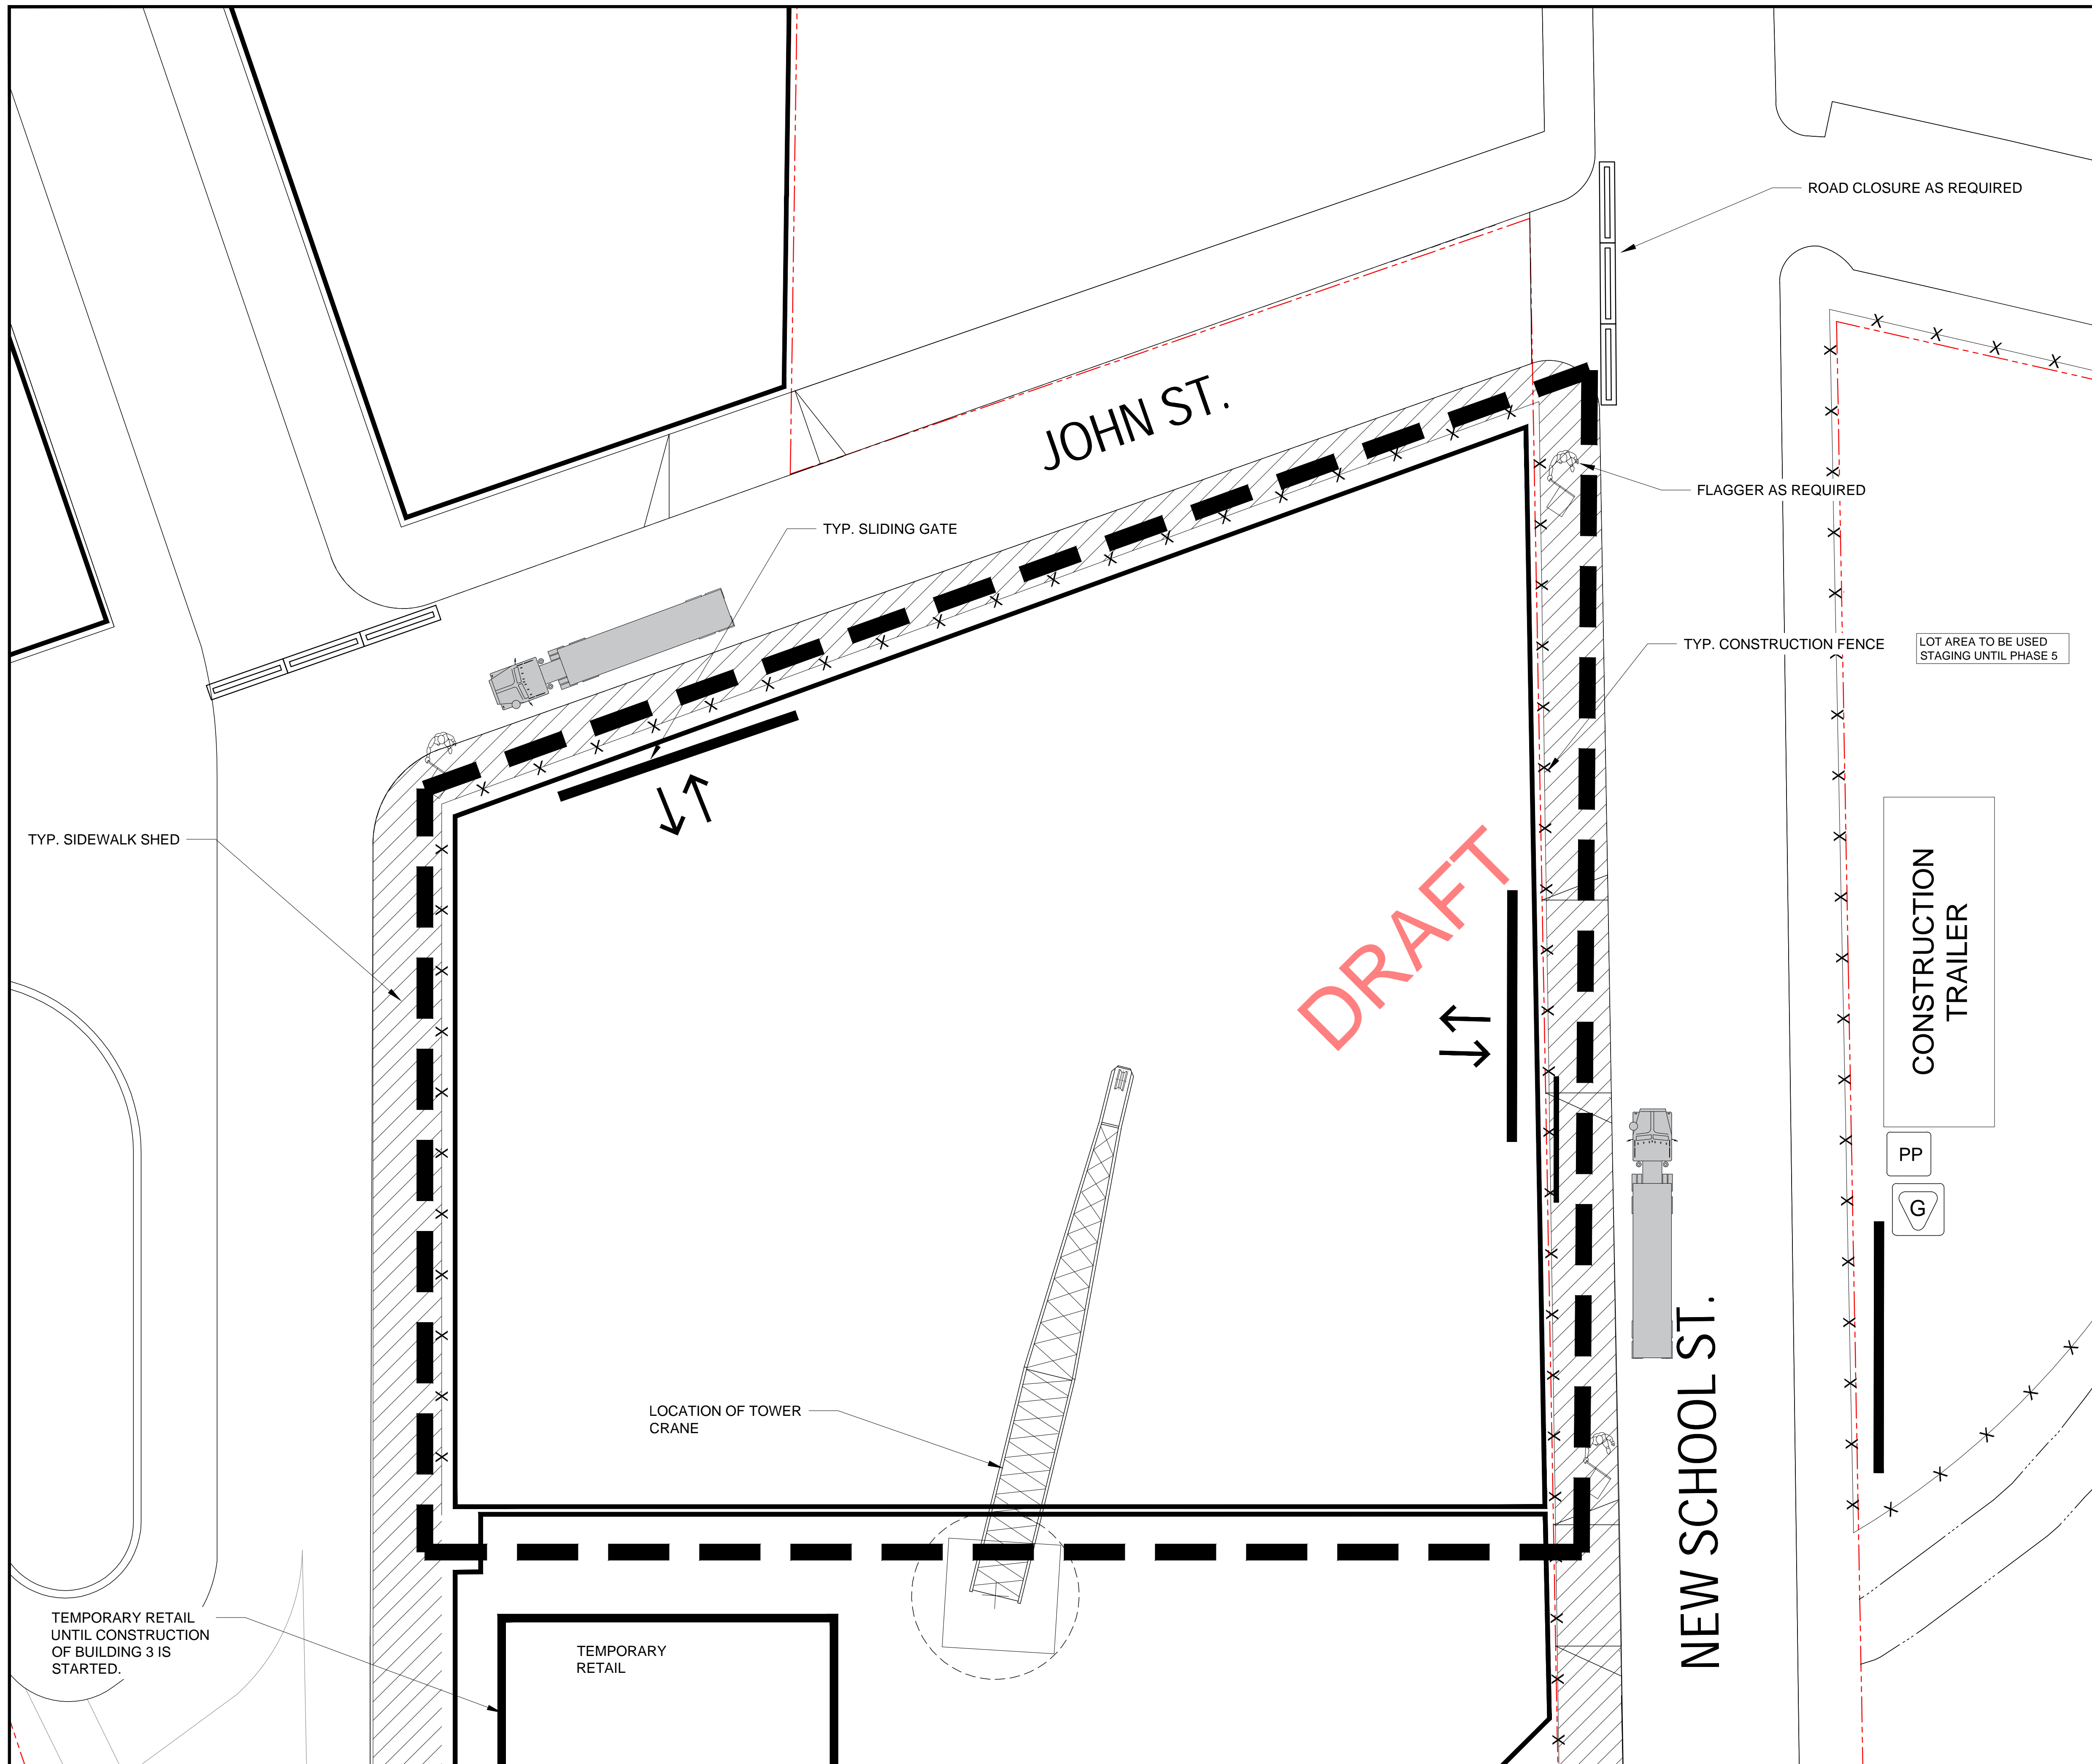 ROAD CLOSURE AS REQUIRED
JOHN ST.
FLAGGER AS REQUIRED
TYP. SLIDING GATE
TYP. CONSTRUCTION FENCE
LOT AREA TO BE USED
STAGING UNTIL PHASE 5
TYP. SIDEWALK SHED
DRAFT
CONSTRUCTION
TRAILER
PP
G
NEW SCHOOL ST.
LOCATION OF TOWER
CRANE
TEMPORARY RETAIL
UNTIL CONSTRUCTION
OF BUILDING 3 IS
STARTED.
TEMPORARY
RETAIL